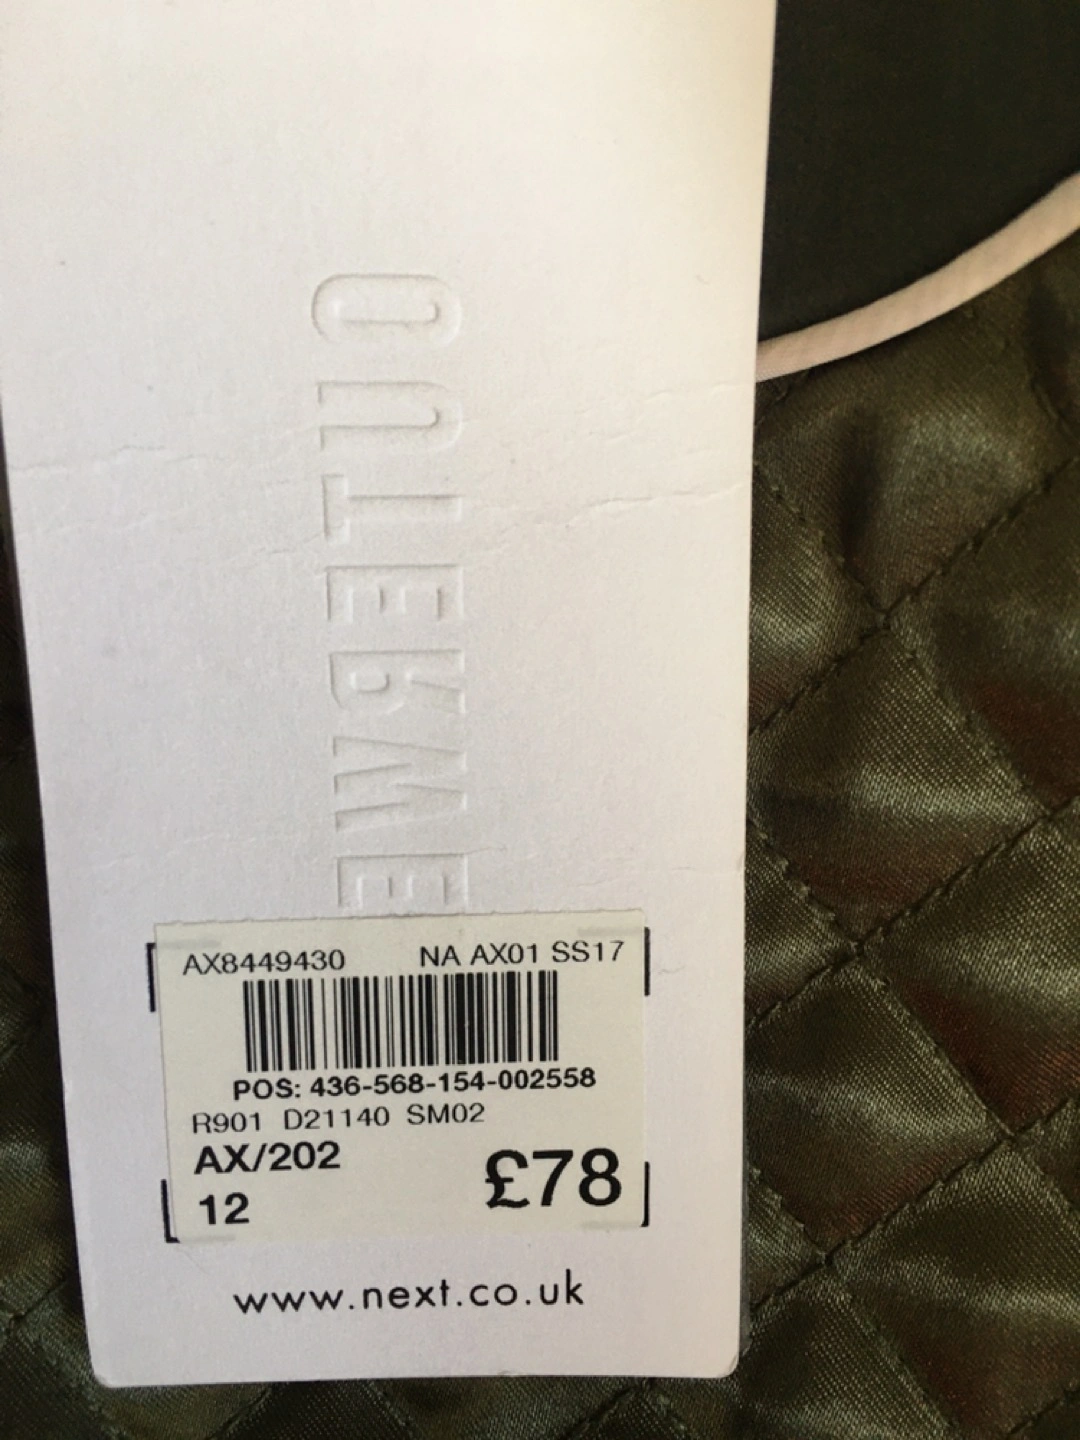 OUTERWE
AX8449430 NA AX01 SS17
POS: 436-568-154-002558
R901 D21140 SM02
AX/202
12 £78
www.next.co.uk